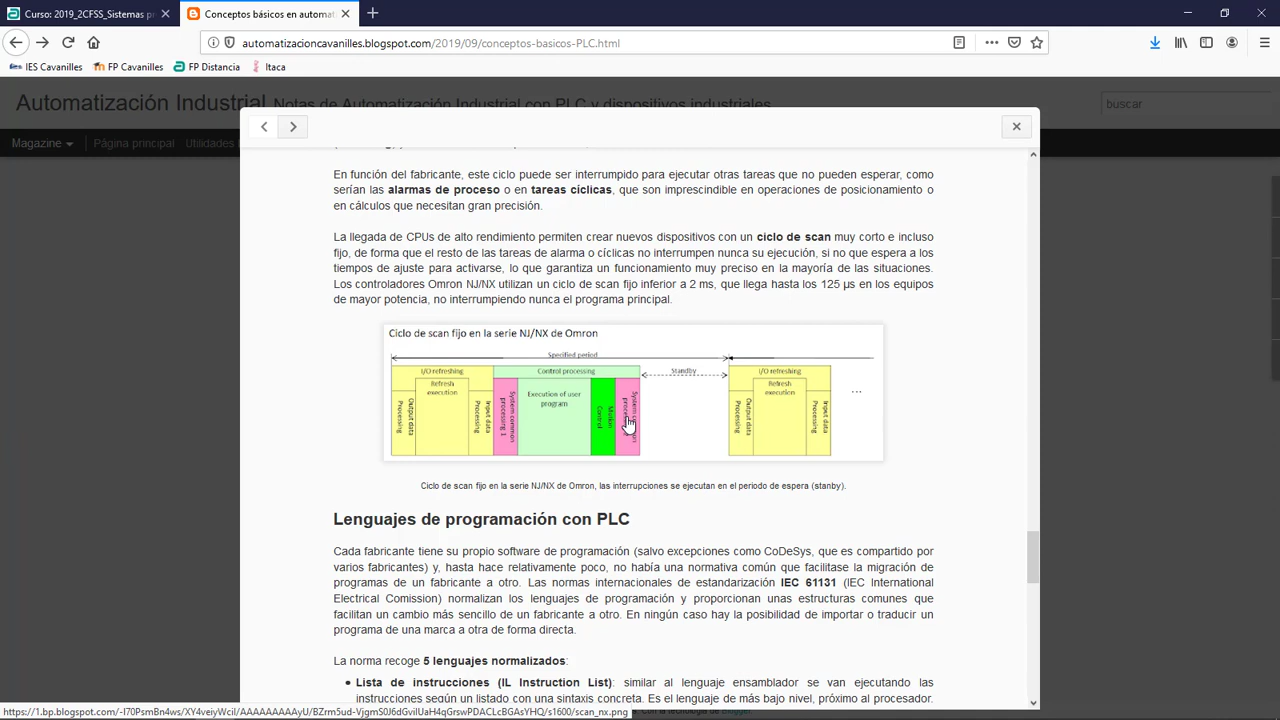 Curso: 2019_2CFSS_Sistemas p
Conceptos básicos en automat
automatizacioncavanilles.blogspot.com/2019/09/conceptos-basicos-PLC.html
IES Cavanilles
FP Cavanilles
FP Distancia
Itaca
Automatización Industrial Notas de Automatización Industrial con PLC y dispositivos industriales
buscar
Magazine
Página principal
Utilidades
En función del fabricante, este ciclo puede ser interrumpido para ejecutar otras tareas que no pueden esperar, como
serían las alarmas de proceso o en tareas cíclicas, que son imprescindible en operaciones de posicionamiento o
en cálculos que necesitan gran precisión.
La llegada de CPUs de alto rendimiento permiten crear nuevos dispositivos con un ciclo de scan muy corto e incluso
fijo, de forma que el resto de las tareas de alarma o cíclicas no interrumpen nunca su ejecución, si no que espera a los
tiempos de ajuste para activarse, lo que garantiza un funcionamiento muy preciso en la mayoría de las situaciones.
Los controladores Omron NJ/NX utilizan un ciclo de scan fijo inferior a 2 ms, que llega hasta los 125 μs en los equipos
de mayor potencia, no interrumpiendo nunca el programa principal.
Ciclo de scan fijo en la serie NJ/NX de Omron
Specified period
I/O refreshing
Control processing
Standby
I/O refreshing
Output data
Processing
Refresh
execution
Input data
Processing
System common
processing 1
Execution of user
program
Motion
Control
Output data
Processing
Refresh
execution
Input data
Processing
...
Ciclo de scan fijo en la serie NJ/NX de Omron, las interrupciones se ejecutan en el periodo de espera (stanby).
Lenguajes de programación con PLC
Cada fabricante tiene su propio software de programación (salvo excepciones como CoDeSys, que es compartido por
varios fabricantes) y, hasta hace relativamente poco, no había una normativa común que facilitase la migración de
programas de un fabricante a otro. Las normas internacionales de estandarización IEC 61131 (IEC International
Electrical Comission) normalizan los lenguajes de programación y proporcionan unas estructuras comunes que
facilitan un cambio más sencillo de un fabricante a otro. En ningún caso hay la posibilidad de importar o traducir un
programa de una marca a otra de forma directa.
La norma recoge 5 lenguajes normalizados:
Lista de instrucciones (IL Instruction List): similar al lenguaje ensamblador se van ejecutando las
instrucciones según un listado con una sintaxis concreta. Es el lenguaje de más bajo nivel, próximo al procesador.